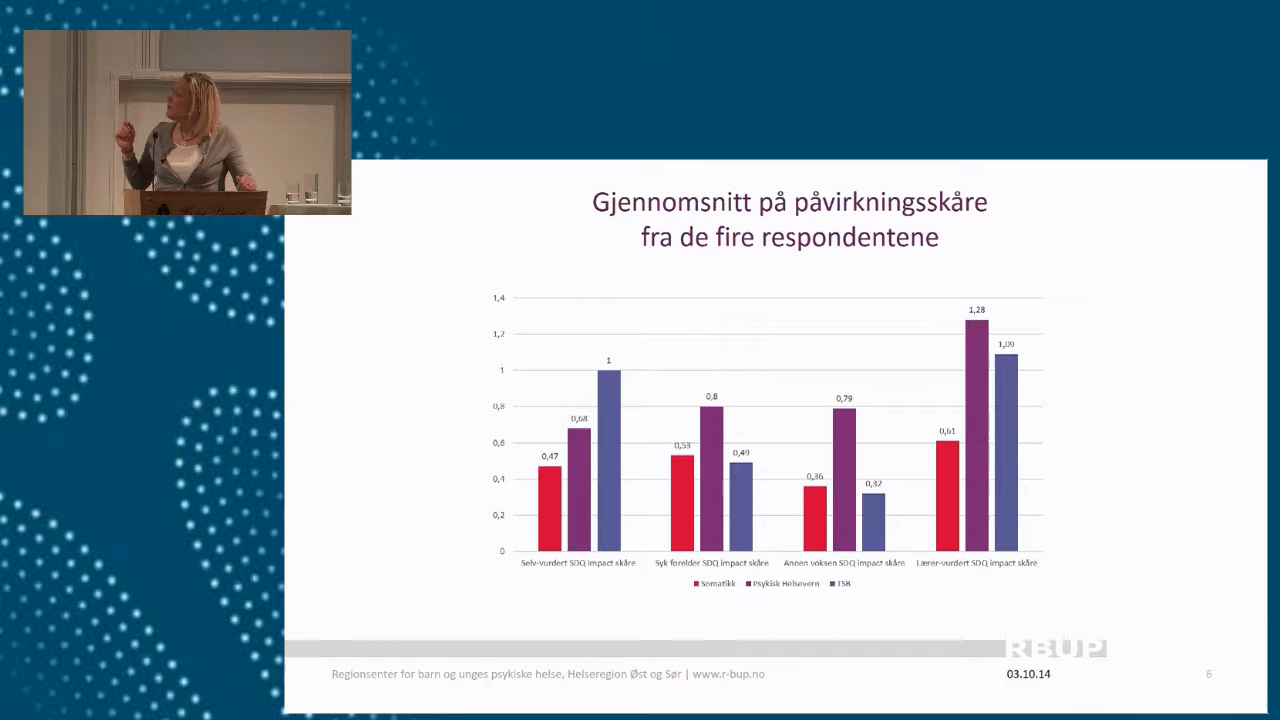 Gjennomsnitt på påvirkningsskåre
fra de fire respondentene
1,4
1,2
1
0,8
0,6
0,4
0,2
0
0,47
0,68
1
0,53
0,8
0,49
0,36
0,79
0,32
0,61
1,28
1,09
Selv-vurdert SDQ impact skåre
Syk forelder SDQ impact skåre
Annen voksen SDQ impact skåre
Lærer-vurdert SDQ impact skåre
Somatikk
Psykisk Helsevern
TSB
RBUP
Regionsenter for barn og unges psykiske helse, Helseregion Øst og Sør | www.r-bup.no
03.10.14
6